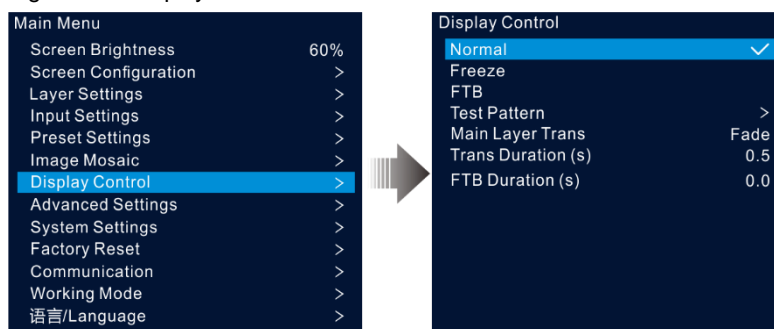 Main Menu
Screen Brightness 60%
Screen Configuration >
Layer Settings >
Input Settings >
Preset Settings >
Image Mosaic >
Display Control >
Advanced Settings >
System Settings >
Factory Reset >
Communication >
Working Mode >
语言/Language >
Display Control
Normal ✓
Freeze
FTB
Test Pattern >
Main Layer Trans Fade
Trans Duration (s) 0.5
FTB Duration (s) 0.0